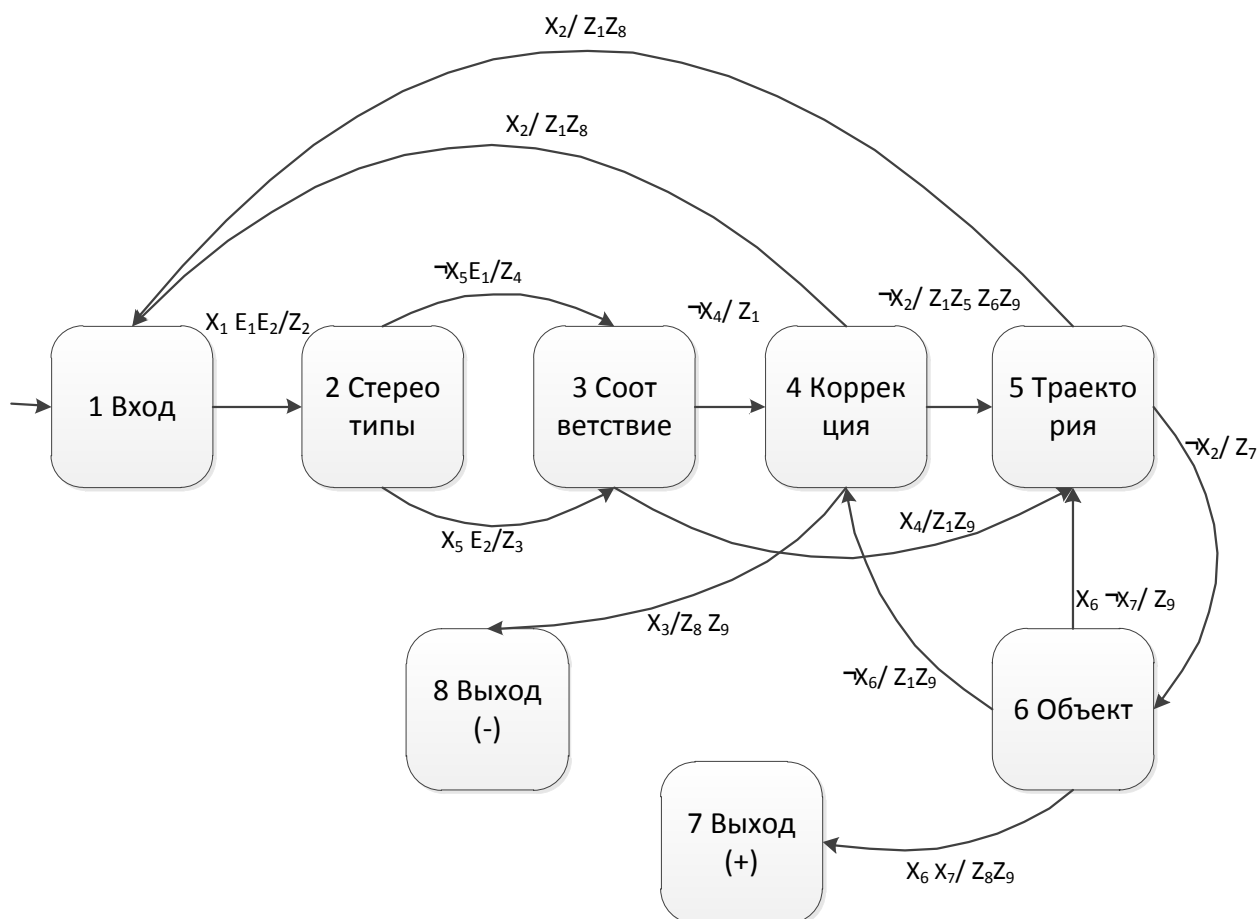 X₂/ Z₁Z₈
X₂/ Z₁Z₈
¬X₅E₁/Z₄
¬X₄/ Z₁
¬X₂/ Z₁Z₅ Z₆Z₉
X₁ E₁E₂/Z₂
1 Вход
2 Стерео
типы
3 Соот
ветствие
4 Коррек
ция
5 Траекто
рия
¬X₂/ Z₇
X₅ E₂/Z₃
X₄/Z₁Z₉
X₆ ¬X₇/ Z₉
X₃/Z₈ Z₉
¬X₆/ Z₁Z₉
8 Выход
(-)
6 Объект
7 Выход
(+)
X₆ X₇/ Z₈Z₉